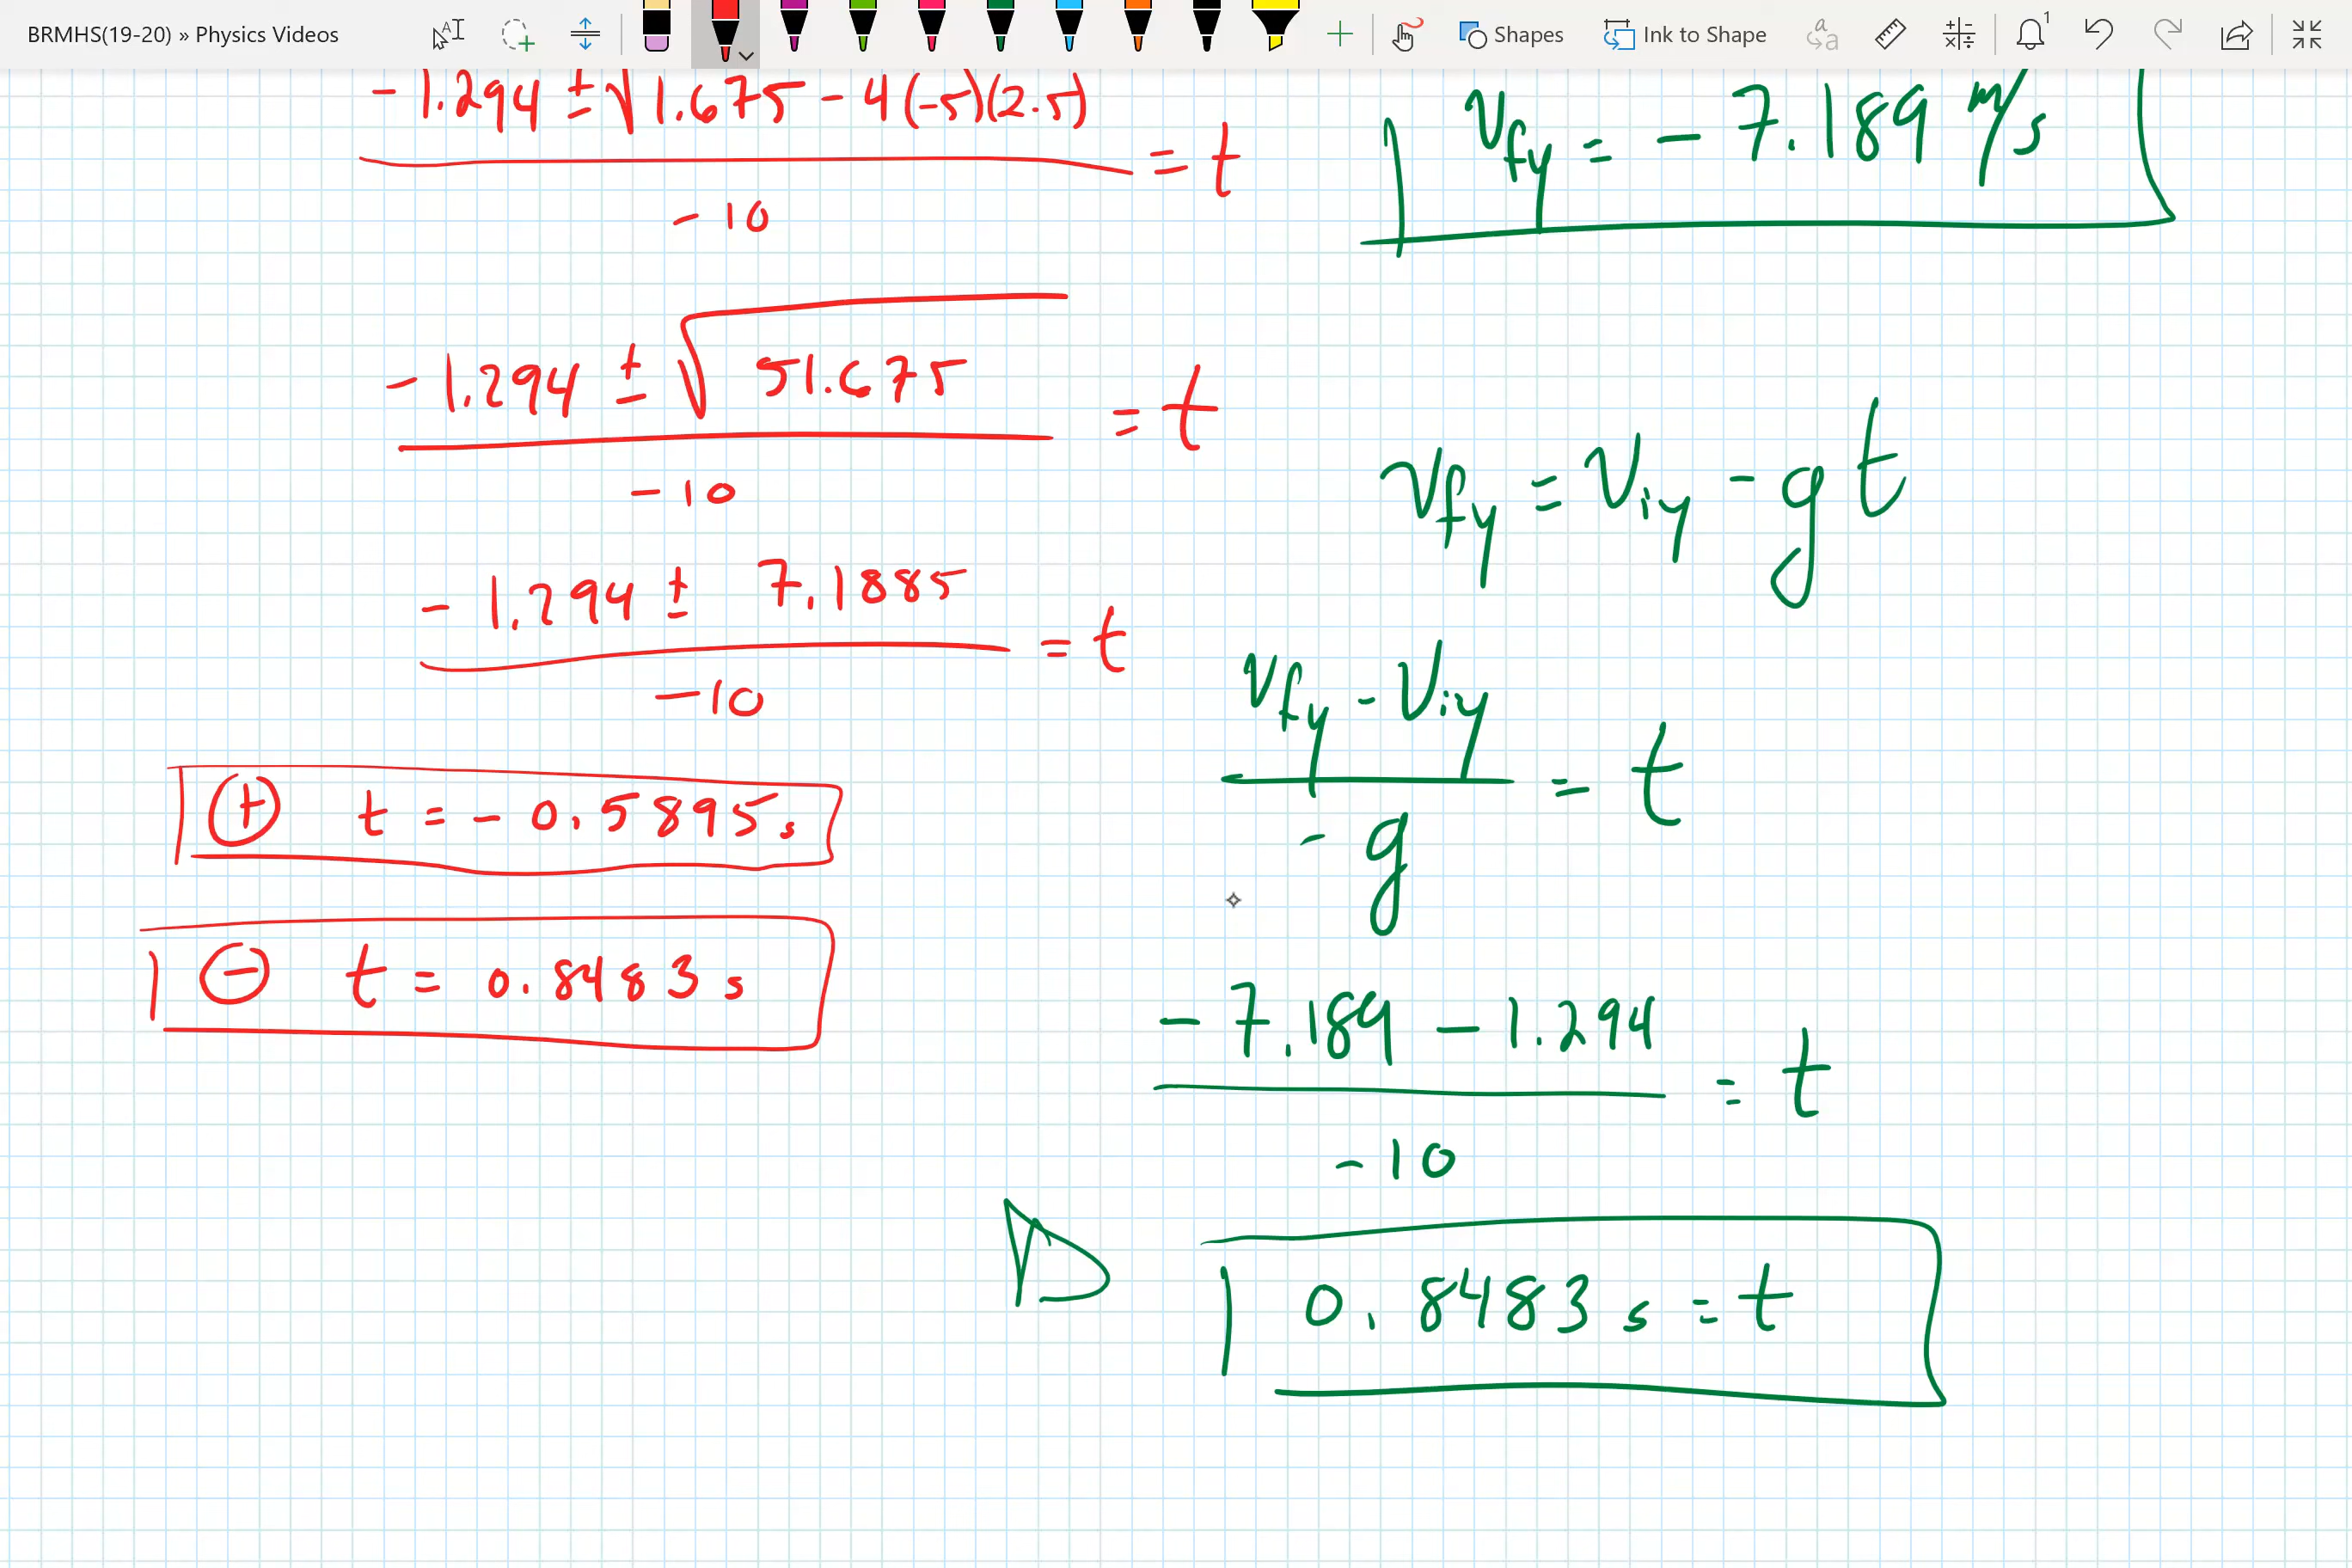 BRMHS(19-20) » Physics Videos
Shapes
Ink to Shape
1
-1.294 ± √1.675 - 4(-5)(2.5)
-10
= t
-1.294 ± √51.675
-10
= t
-1.294 ± 7.1885
-10
= t
+ t = -0.5895 s
- t = 0.8483 s
Vfy = -7.189 m/s
Vfy = Viy - gt
Vfy - Viy
-g
= t
-7.189 - 1.294
-10
= t
0.8483 s = t